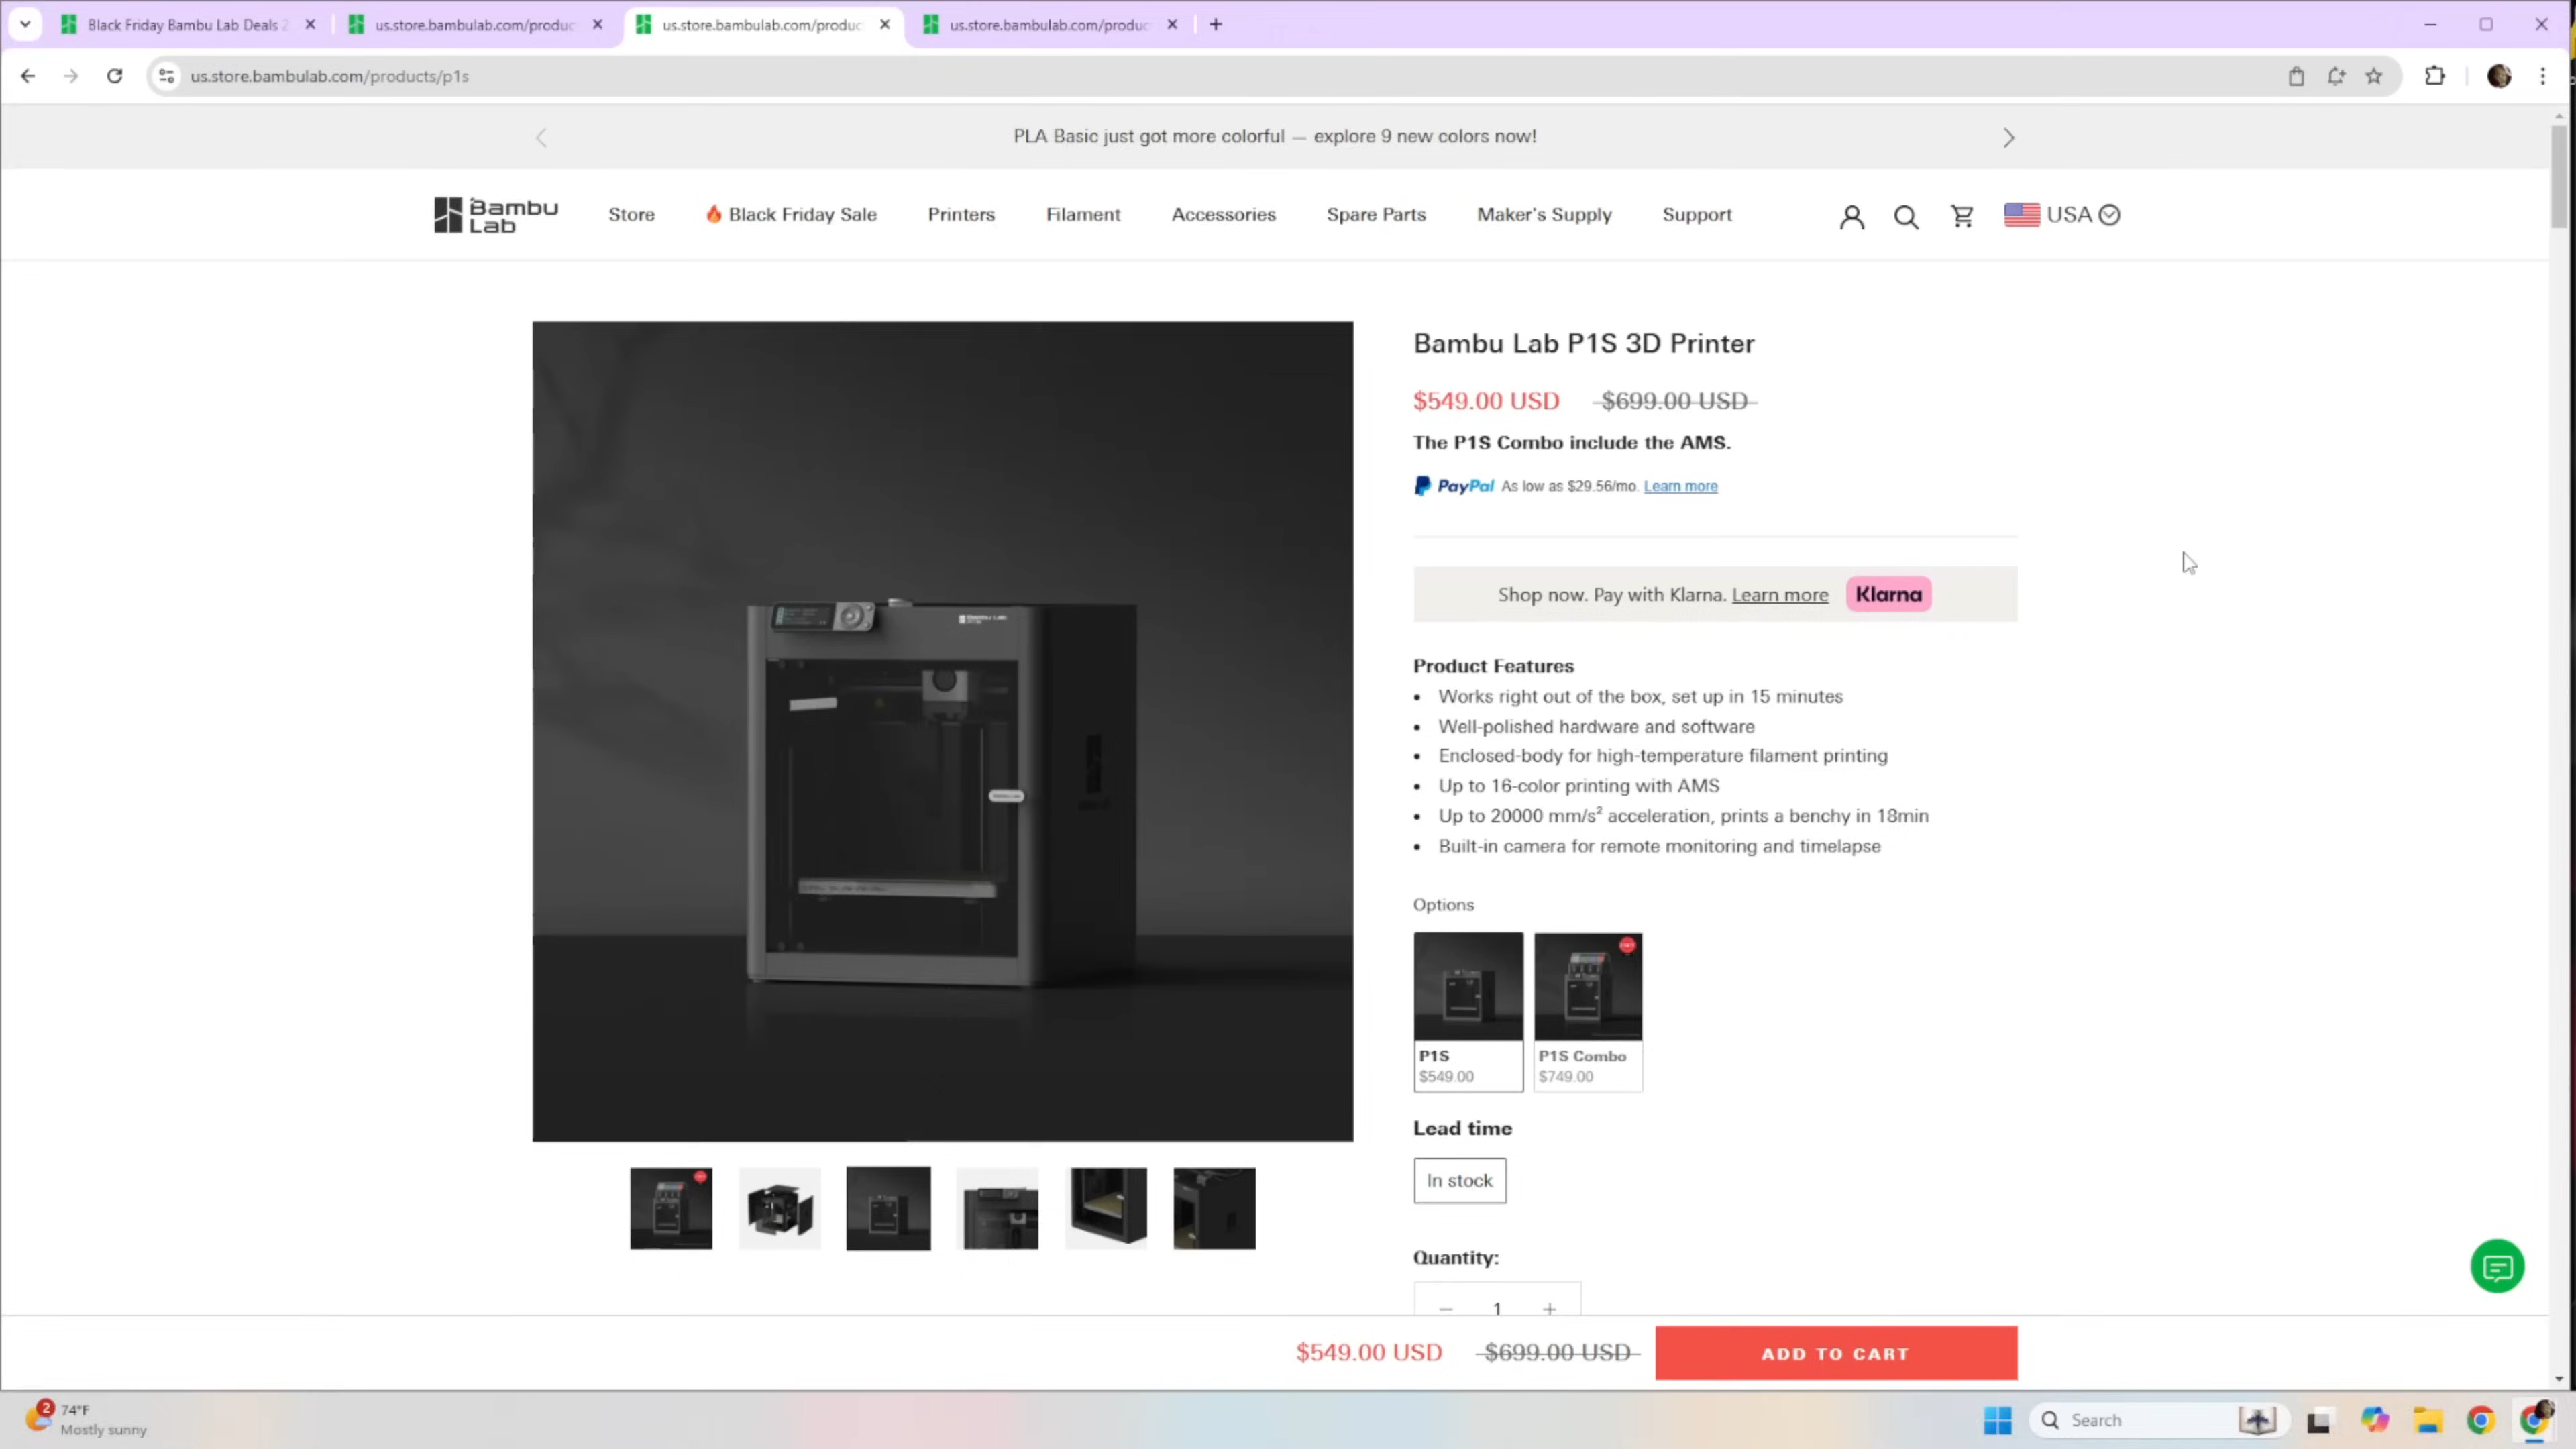 Black Friday Bambu Lab Deals 2
us.store.bambulab.com/produc
us.store.bambulab.com/produc
us.store.bambulab.com/produc
us.store.bambulab.com/products/p1s
PLA Basic just got more colorful — explore 9 new colors now!
Bambu Lab
Store
Black Friday Sale
Printers
Filament
Accessories
Spare Parts
Maker's Supply
Support
USA
Bambu Lab P1S 3D Printer
$549.00 USD $699.00 USD
The P1S Combo include the AMS.
PayPal As low as $29.56/mo. Learn more
Shop now. Pay with Klarna. Learn more Klarna
Product Features
• Works right out of the box, set up in 15 minutes
• Well-polished hardware and software
• Enclosed-body for high-temperature filament printing
• Up to 16-color printing with AMS
• Up to 20000 mm/s² acceleration, prints a benchy in 18min
• Built-in camera for remote monitoring and timelapse
Bambu Lab
Options
P1S
$549.00
P1S Combo
$749.00
Lead time
In stock
Quantity:
1
$549.00 USD $699.00 USD
ADD TO CART
2
74°F
Mostly sunny
Search